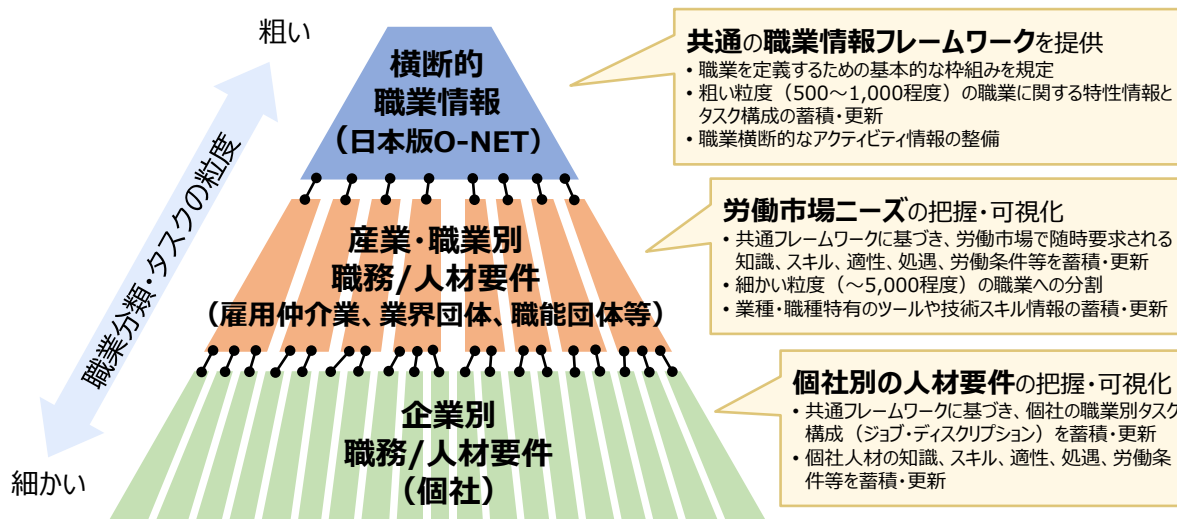 粗い
職業分類・タスクの粒度
細かい
横断的
職業情報
（日本版O-NET）
産業・職業別
職務/人材要件
（雇用仲介業、業界団体、職能団体等）
企業別
職務/人材要件
（個社）
共通の職業情報フレームワークを提供
• 職業を定義するための基本的な枠組みを規定
• 粗い粒度（500～1,000程度）の職業に関する特性情報と
タスク構成の蓄積・更新
• 職業横断的なアクティビティ情報の整備
労働市場ニーズの把握・可視化
• 共通フレームワークに基づき、労働市場で随時要求される
知識、スキル、適性、処遇、労働条件等を蓄積・更新
• 細かい粒度（～5,000程度）の職業への分割
• 業種・職種特有のツールや技術スキル情報の蓄積・更新
個社別の人材要件の把握・可視化
• 共通フレームワークに基づき、個社の職業別タスク
構成（ジョブ・ディスクリプション）を蓄積・更新
• 個社人材の知識、スキル、適性、処遇、労働条
件等を蓄積・更新